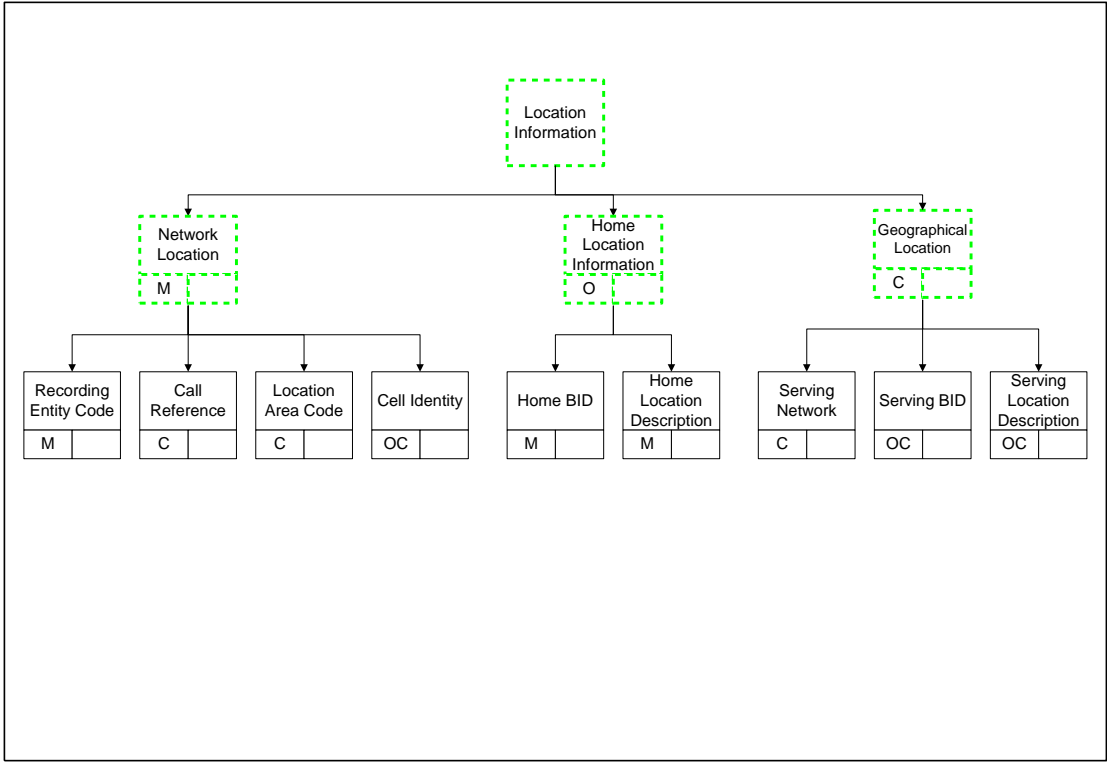 Location
Information
Network
Location
M
Home
Location
Information
O
Geographical
Location
C
Recording
Entity Code
M
Call
Reference
C
Location
Area Code
C
Cell Identity
OC
Home BID
M
Home
Location
Description
M
Serving
Network
C
Serving BID
OC
Serving
Location
Description
OC